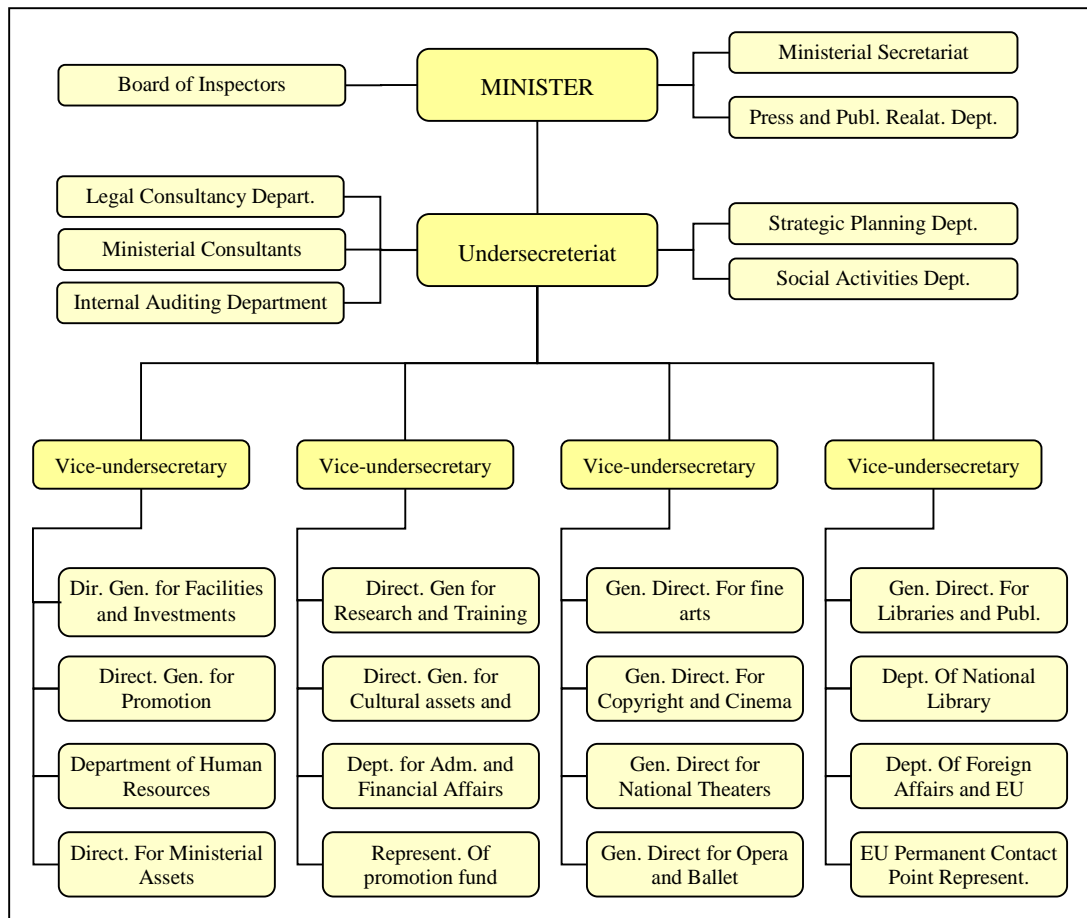 Ministerial Secretariat
Board of Inspectors
MINISTER
Press and Publ. Realat. Dept.
Legal Consultancy Depart.
Ministerial Consultants
Internal Auditing Department
Undersecreteriat
Strategic Planning Dept.
Social Activities Dept.
Vice-undersecretary
Vice-undersecretary
Vice-undersecretary
Vice-undersecretary
Dir. Gen. for Facilities
and Investments
Direct. Gen. for
Promotion
Department of Human
Resources
Direct. For Ministerial
Assets
Direct. Gen for
Research and Training
Direct. Gen. for
Cultural assets and
Dept. for Adm. and
Financial Affairs
Represent. Of
promotion fund
Gen. Direct. For fine
arts
Gen. Direct. For
Copyright and Cinema
Gen. Direct for
National Theaters
Gen. Direct for Opera
and Ballet
Gen. Direct. For
Libraries and Publ.
Dept. Of National
Library
Dept. Of Foreign
Affairs and EU
EU Permanent Contact
Point Represent.